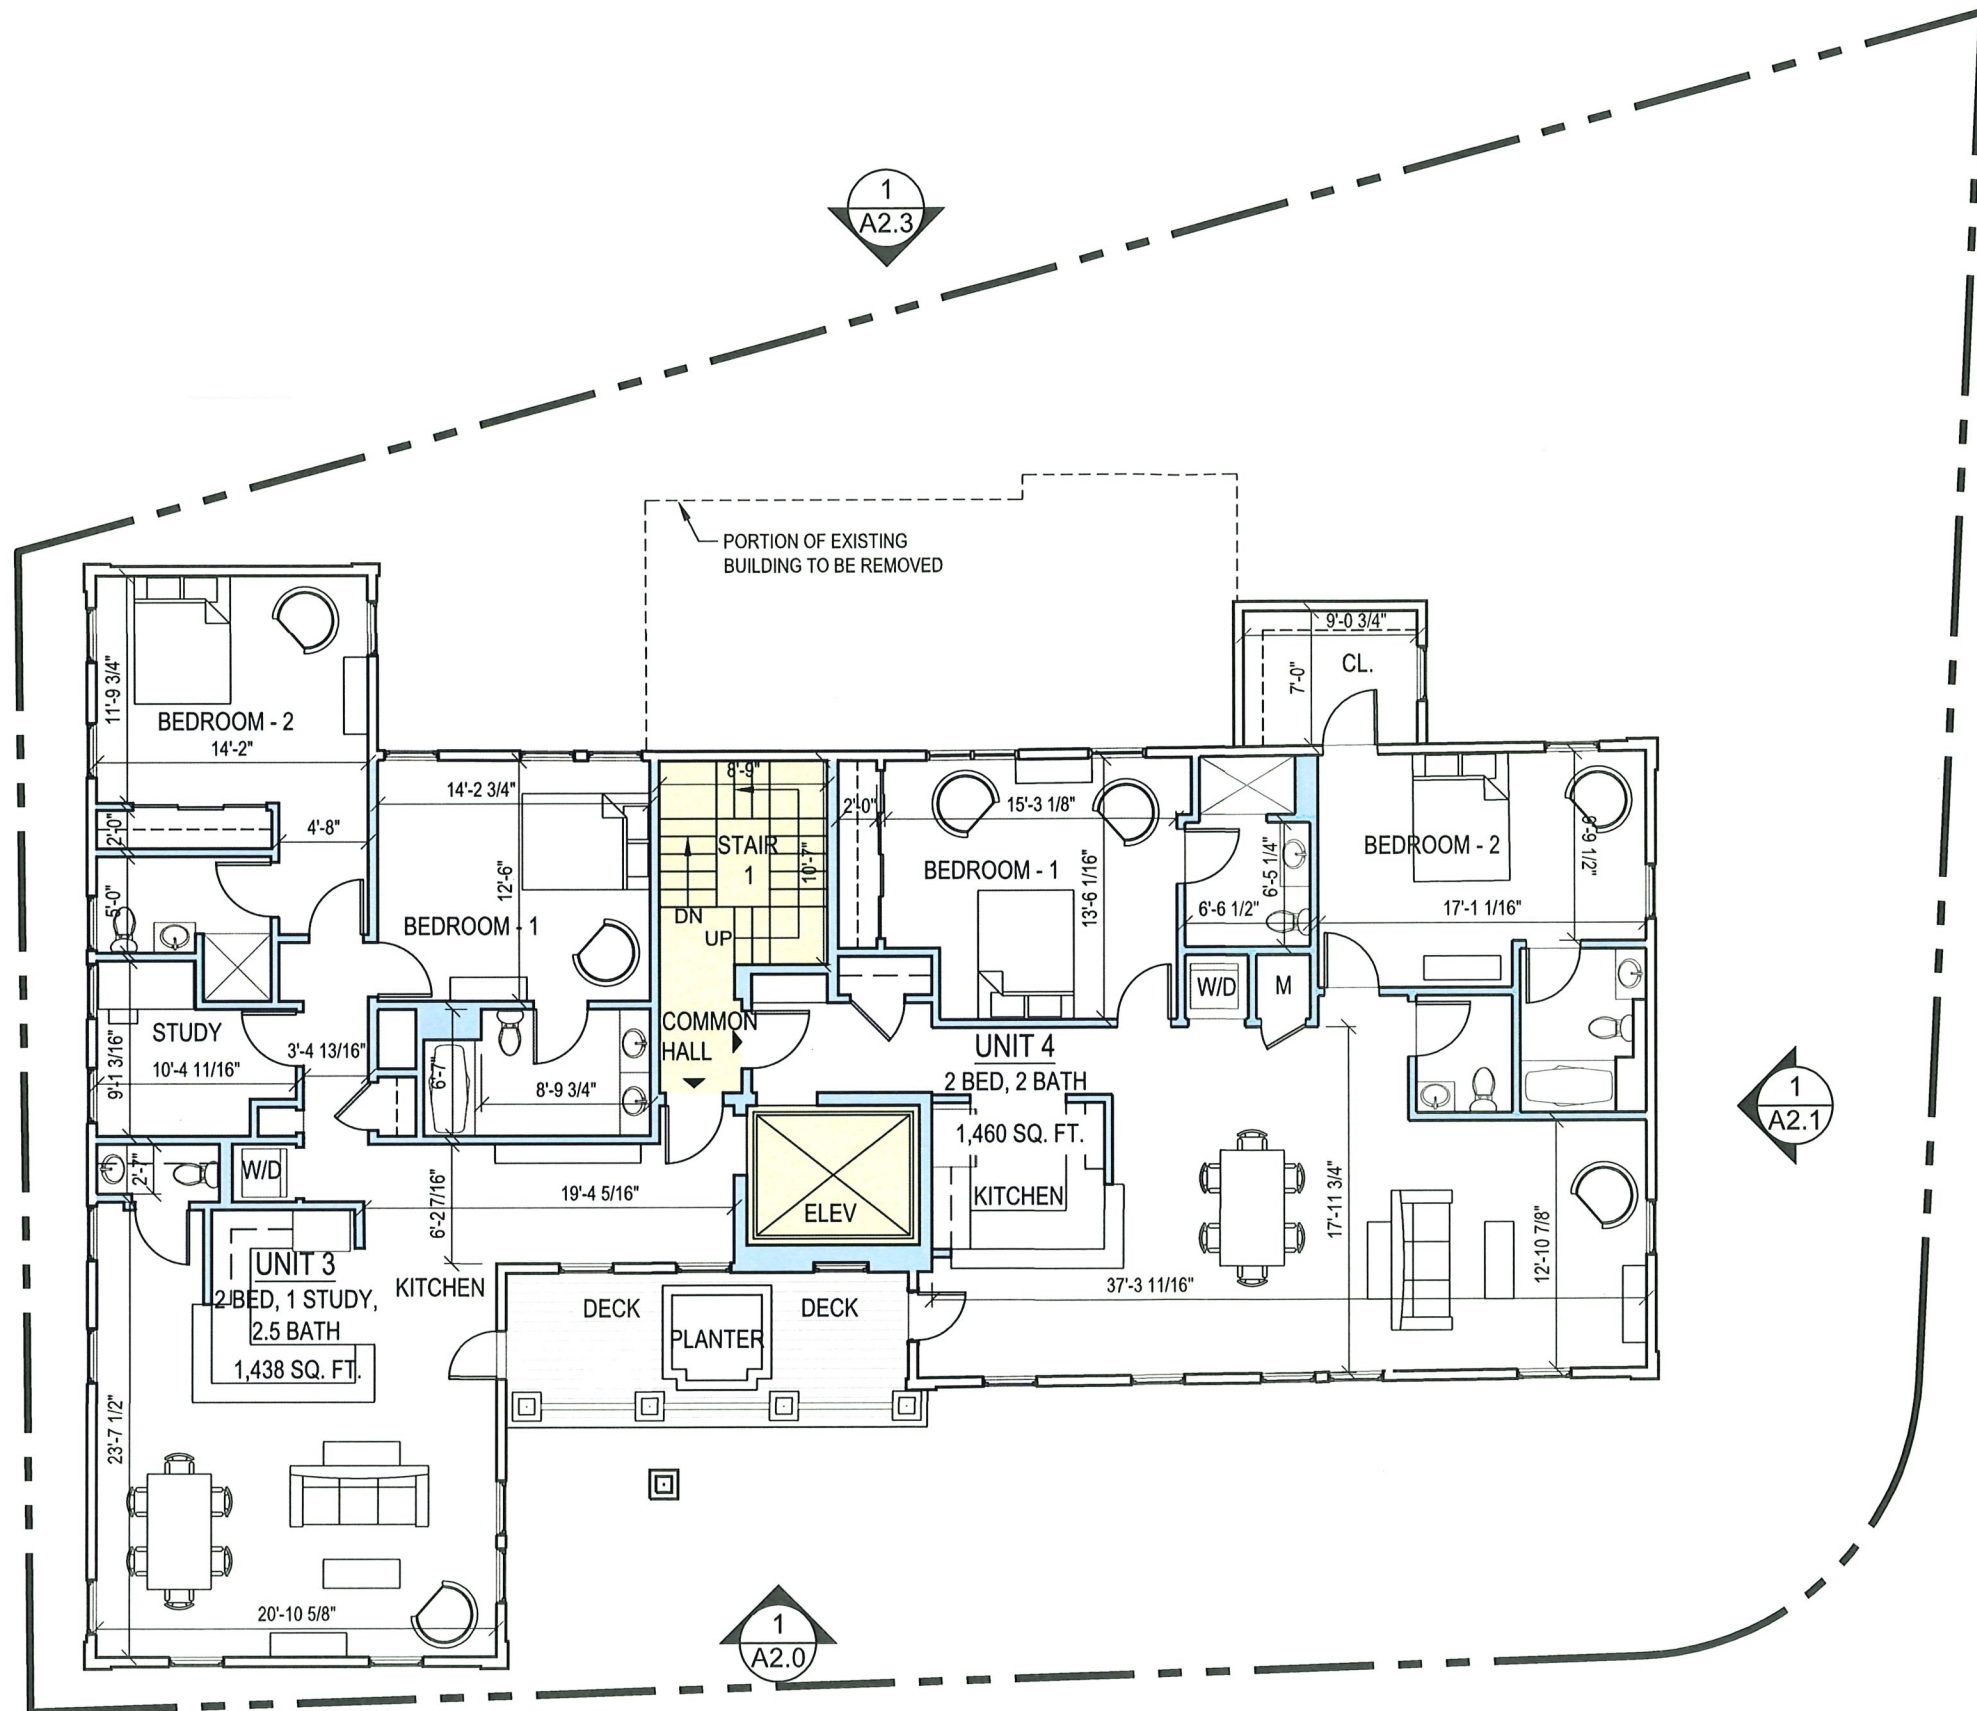 1
A2.3
PORTION OF EXISTING
BUILDING TO BE REMOVED
9'-0 3/4"
7'-0"
CL.
11'-9 3/4"
BEDROOM - 2
14'-2"
2'-0"
4'-8"
5'-0"
14'-2 3/4"
12'-6"
BEDROOM - 1
8'-9"
STAIR
1
10'-7"
DN
UP
2'-0"
15'-3 1/8"
BEDROOM - 1
13'-6 1/16"
6'-5 1/4"
6'-6 1/2"
BEDROOM - 2
9'-9 1/2"
17'-1 1/16"
W/D
M
STUDY
10'-4 11/16"
9'-1 3/16"
3'-4 13/16"
6'-7"
8'-9 3/4"
COMMON
HALL
UNIT 4
2 BED, 2 BATH
1,460 SQ. FT.
KITCHEN
1
A2.1
2'-7"
W/D
19'-4 5/16"
6'-2 7/16"
ELEV
17'-11 3/4"
12'-10 7/8"
37'-3 11/16"
UNIT 3
2 BED, 1 STUDY,
2.5 BATH
1,438 SQ. FT.
KITCHEN
DECK
PLANTER
DECK
23'-7 1/2"
20'-10 5/8"
1
A2.0